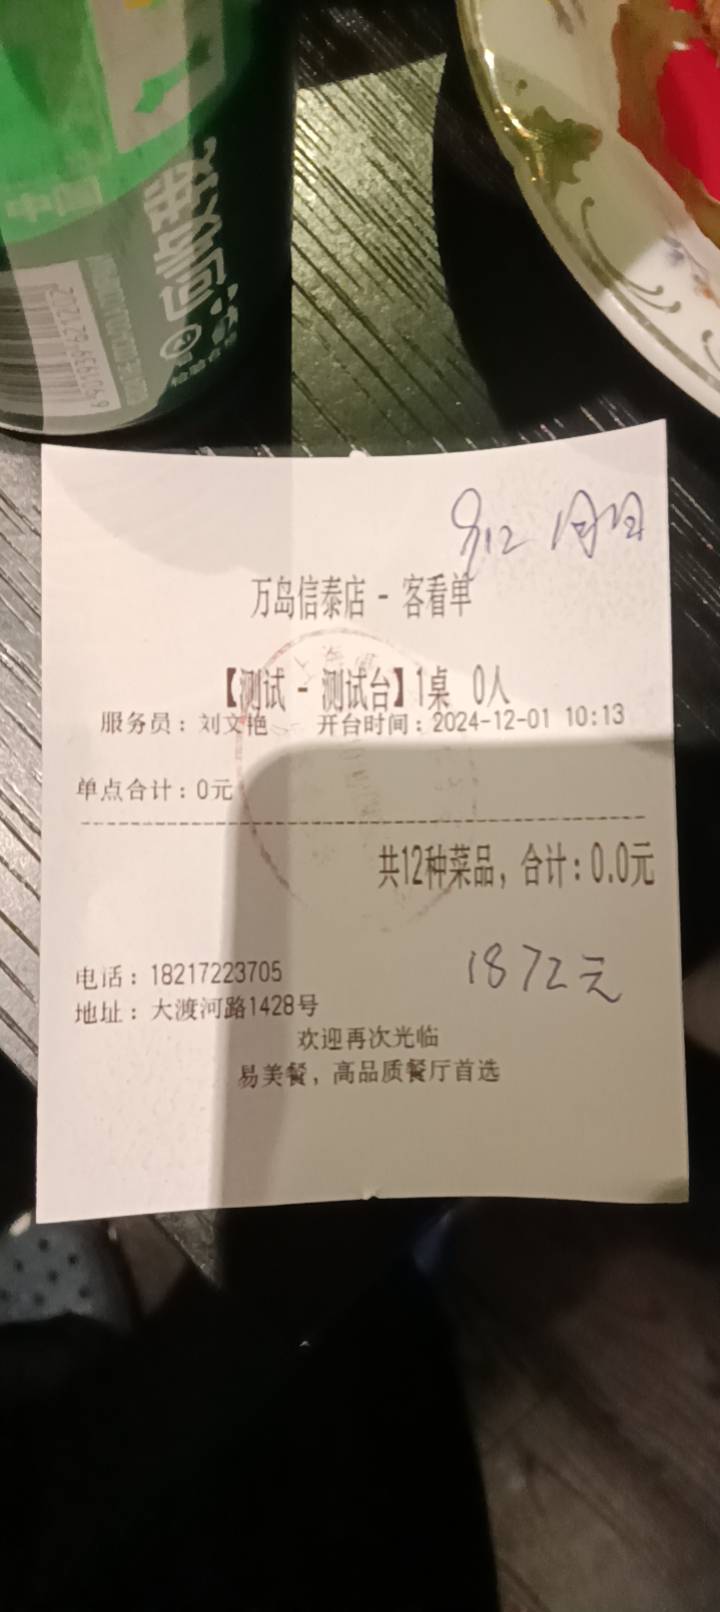 万岛信泰店 - 客看单
【测试 - 测试台】1桌 0人
服务员：刘文艳 开台时间：2024-12-01 10:13
单点合计：0元
共12种菜品，合计：0.0元
1872元
电话：18217223705
地址：大渡河路1428号
欢迎再次光临
易美餐，高品质餐厅首选